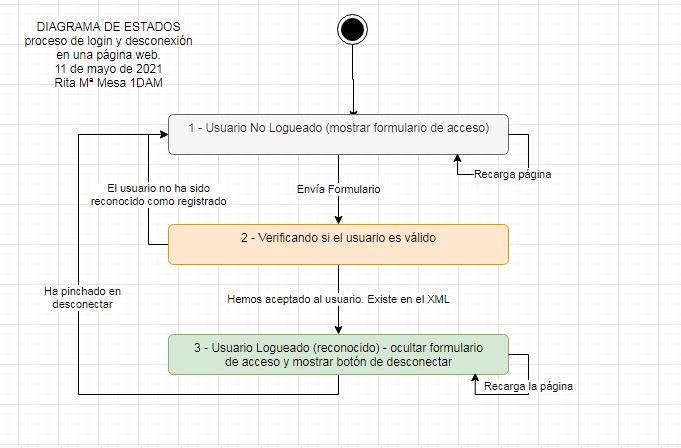 DIAGRAMA DE ESTADOS
proceso de login y desconexión
en una página web.
11 de mayo de 2021
Rita Mª Mesa 1DAM
1 - Usuario No Logueado (mostrar formulario de acceso)
Recarga página
El usuario no ha sido
reconocido como registrado
Envía Formulario
2 - Verificando si el usuario es válido
Ha pinchado en
desconectar
Hemos aceptado al usuario. Existe en el XML
3 - Usuario Logueado (reconocido) - ocultar formulario
de acceso y mostrar botón de desconectar
Recarga la página